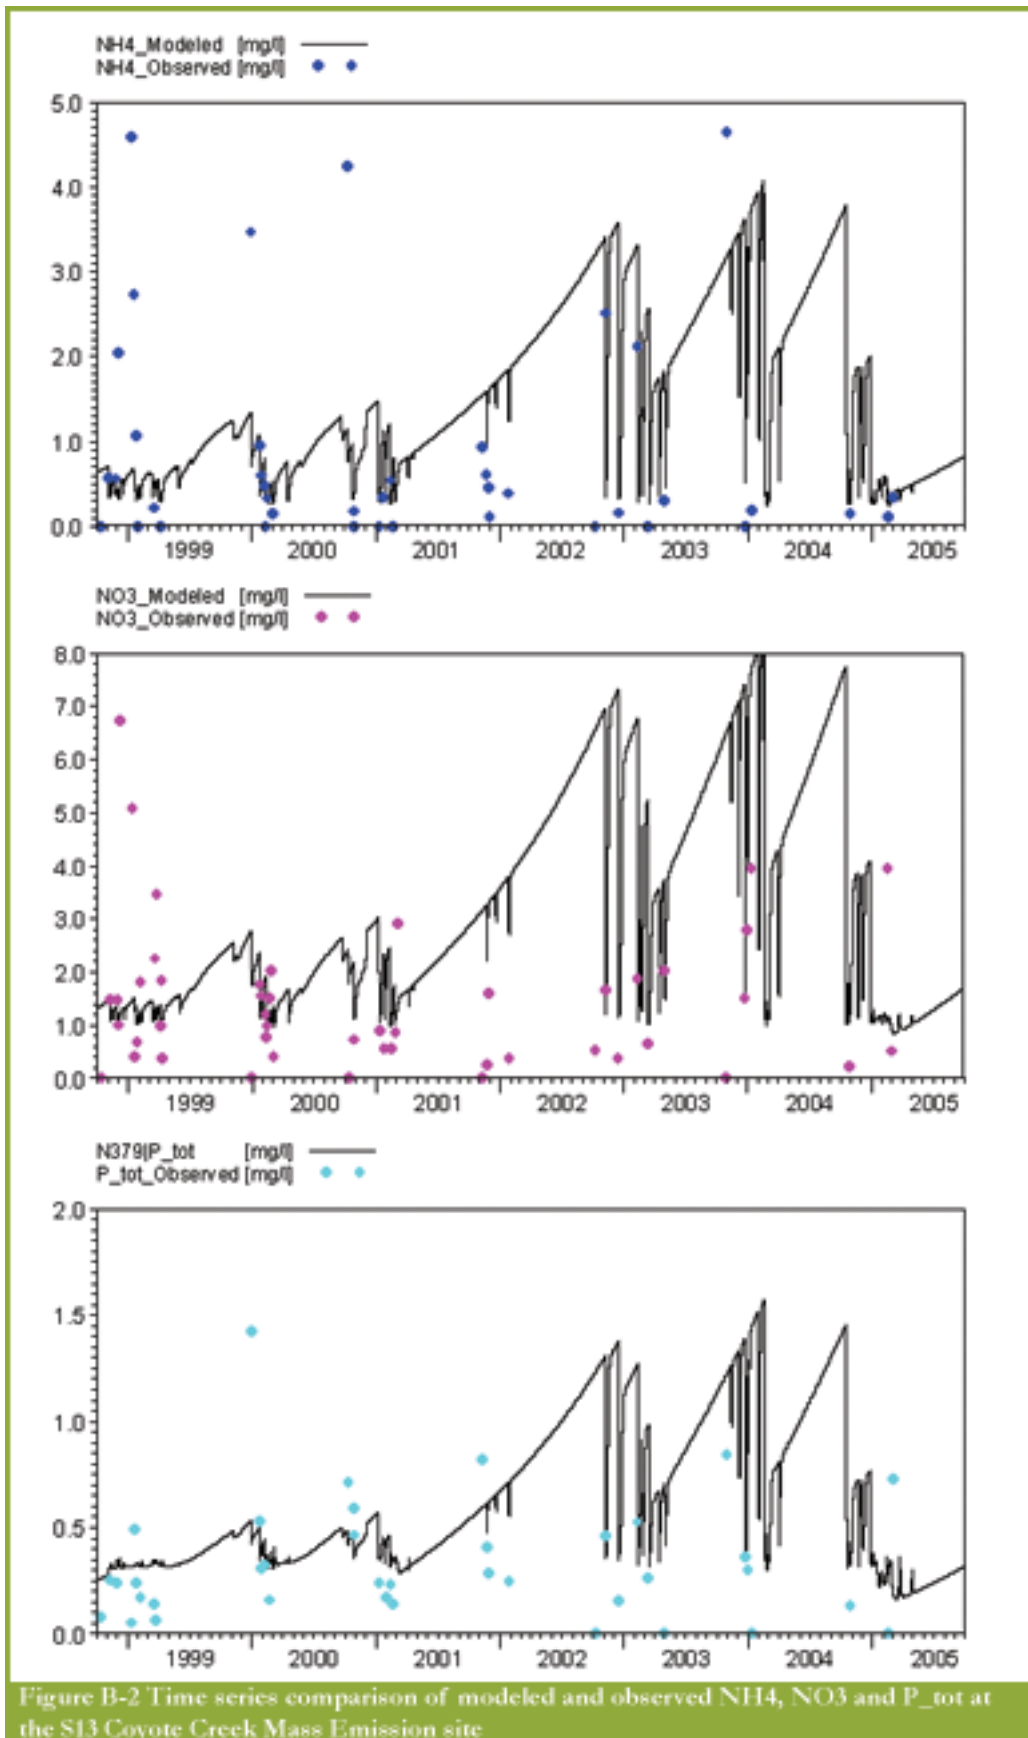 NH4_Modeled [mg/l]
NH4_Observed [mg/l]
5.0
4.0
3.0
2.0
1.0
0.0
1999 2000 2001 2002 2003 2004 2005
NO3_Modeled [mg/l]
NO3_Observed [mg/l]
8.0
7.0
6.0
5.0
4.0
3.0
2.0
1.0
0.0
1999 2000 2001 2002 2003 2004 2005
N379|P_tot [mg/l]
P_tot_Observed [mg/l]
2.0
1.5
1.0
0.5
0.0
1999 2000 2001 2002 2003 2004 2005
Figure B-2 Time series comparison of modeled and observed NH4, NO3 and P_tot at
the S13 Coyote Creek Mass Emission site